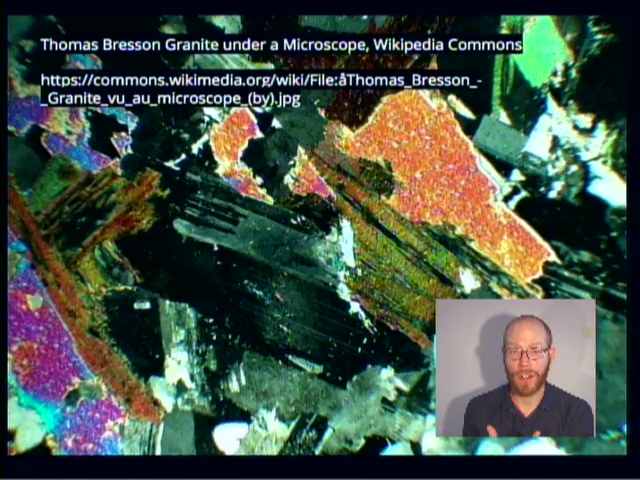 Thomas Bresson Granite under a Microscope, Wikipedia Commons
https://commons.wikimedia.org/wiki/File:åThomas_Bresson_-
_Granite_vu_au_microscope_(by).jpg